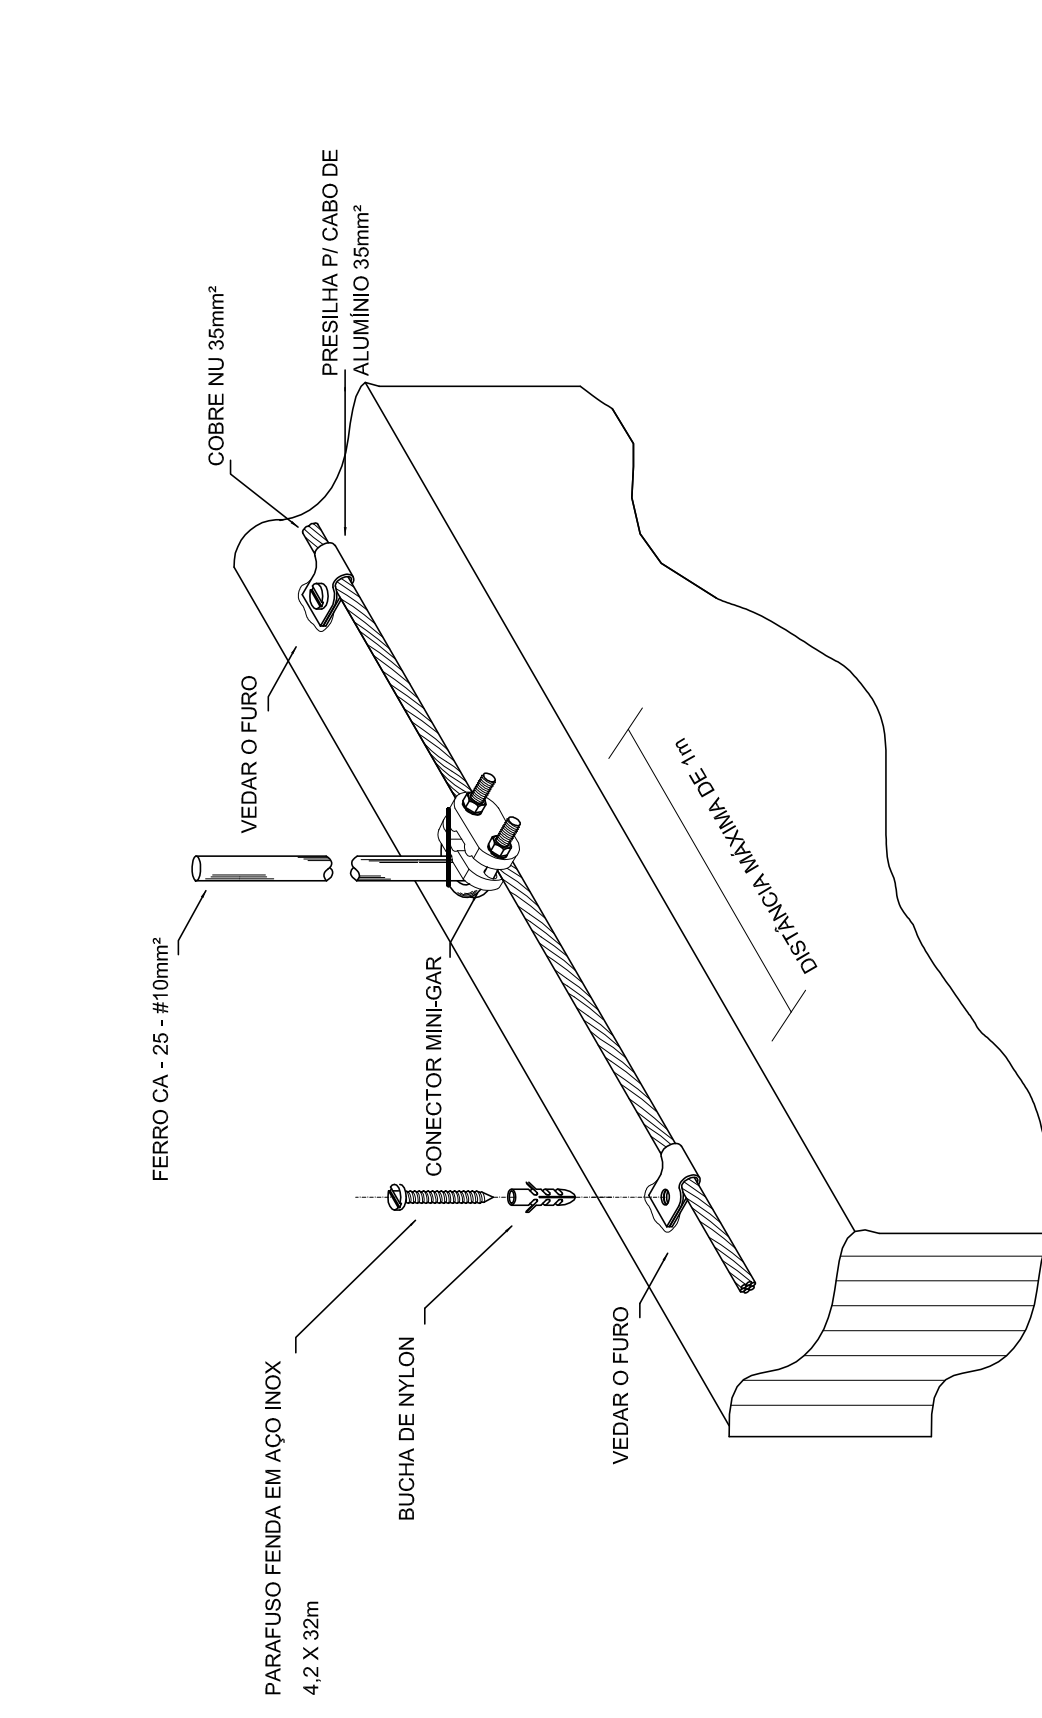 FERRO CA - 25 - #10mm²
COBRE NU 35mm²
VEDAR O FURO
PRESILHA P/ CABO DE
ALUMÍNIO 35mm²
PARAFUSO FENDA EM AÇO INOX
4,2 X 32m
BUCHA DE NYLON
CONECTOR MINI-GAR
VEDAR O FURO
DISTÂNCIA MÁXIMA DE 1m